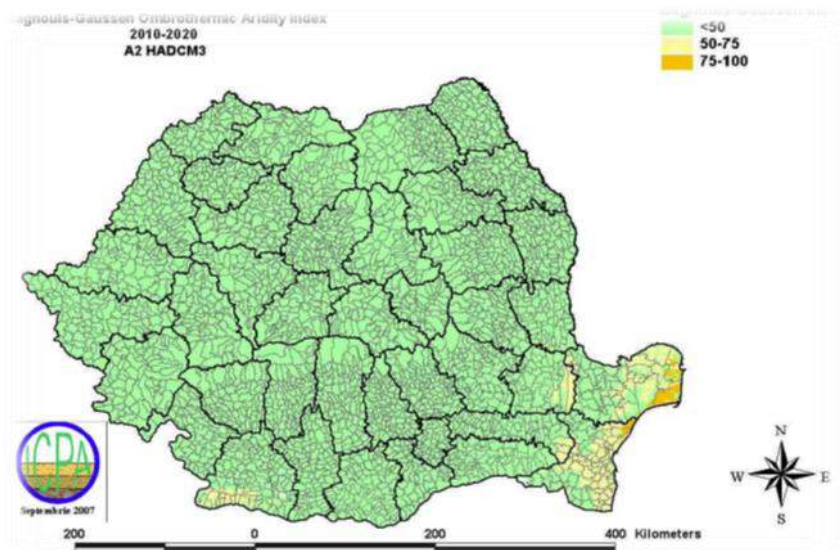 Ombrothermic Aridity Index
2010-2020
A2 HADCM3
<50
50-75
75-100
ICPA
Septembrie 2007
N
W E
S
200 0 200 400 Kilometers